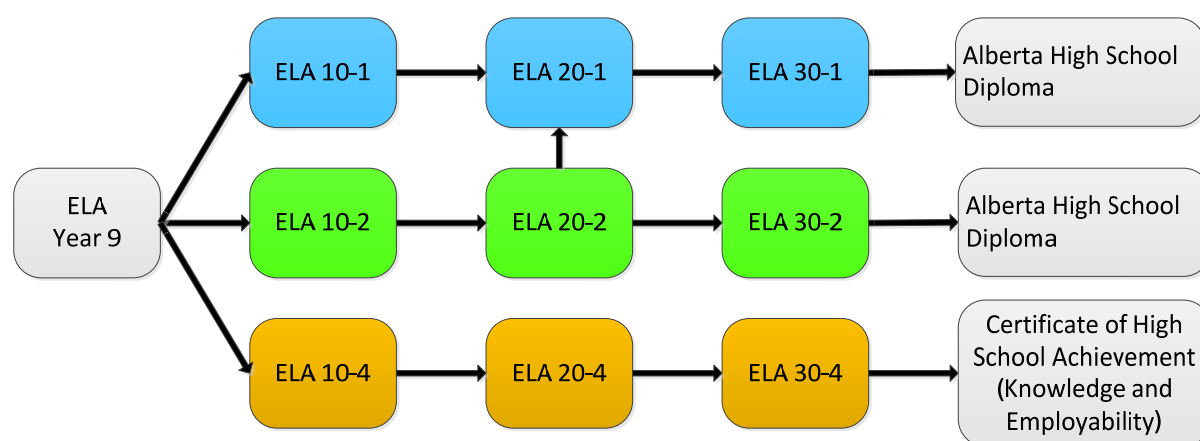 ELA 10-1
ELA 20-1
ELA 30-1
Alberta High School
Diploma
ELA
Year 9
ELA 10-2
ELA 20-2
ELA 30-2
Alberta High School
Diploma
ELA 10-4
ELA 20-4
ELA 30-4
Certificate of High
School Achievement
(Knowledge and
Employability)